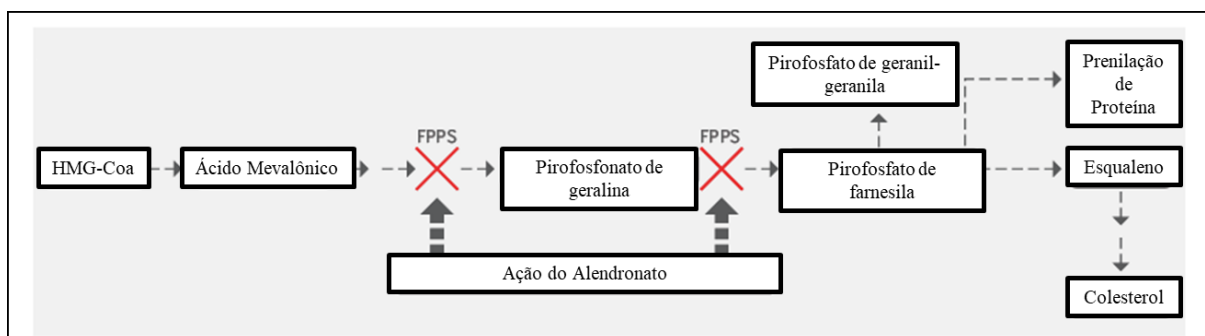 Pirofosfato de geranil-
geranila
Prenilação
de
Proteína
FPPS
FPPS
HMG-Coa
Ácido Mevalônico
Pirofosfonato de
geralina
Pirofosfato de
farnesila
Esqualeno
Ação do Alendronato
Colesterol